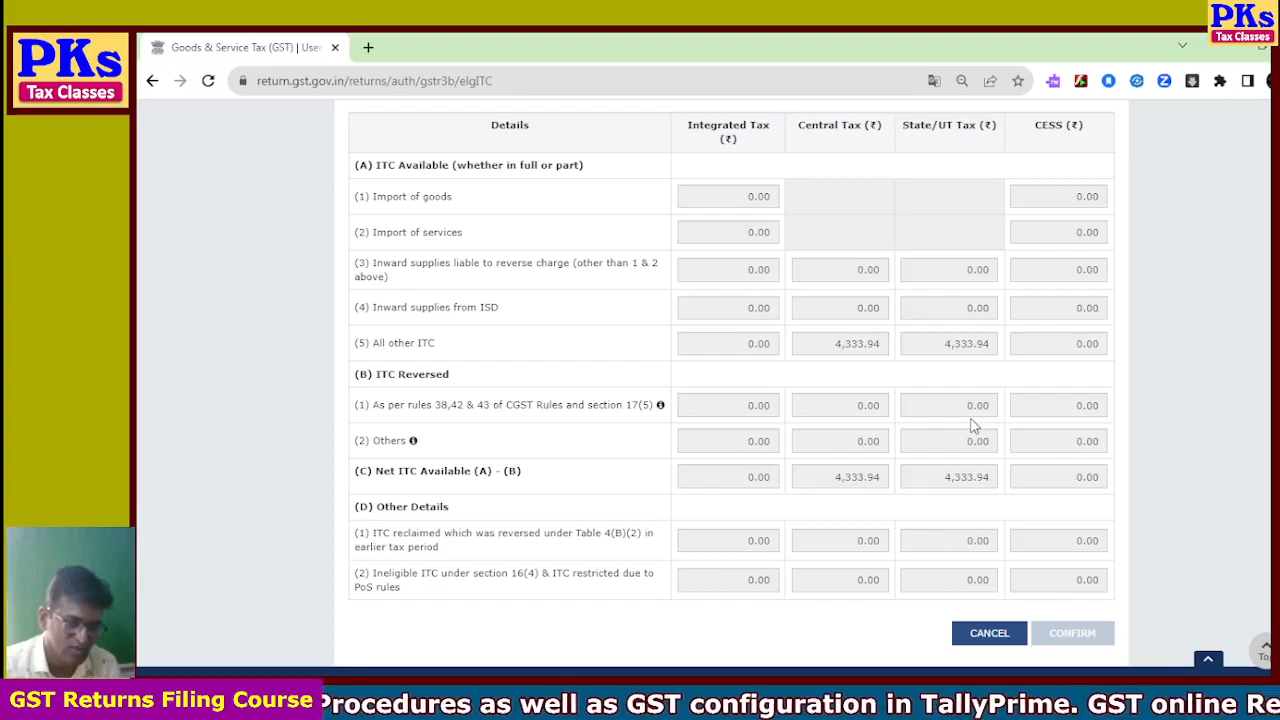 PKs
Tax Classes
PKs
Tax Classes
Goods & Service Tax (GST) | User
return.gst.gov.in/returns/auth/gstr3b/elgITC
Details Integrated Tax (₹) Central Tax (₹) State/UT Tax (₹) CESS (₹)
(A) ITC Available (whether in full or part)
(1) Import of goods 0.00 0.00
(2) Import of services 0.00 0.00
(3) Inward supplies liable to reverse charge (other than 1 & 2
above) 0.00 0.00 0.00 0.00
(4) Inward supplies from ISD 0.00 0.00 0.00 0.00
(5) All other ITC 0.00 4,333.94 4,333.94 0.00
(B) ITC Reversed
(1) As per rules 38,42 & 43 of CGST Rules and section 17(5) 0.00 0.00 0.00 0.00
(2) Others 0.00 0.00 0.00 0.00
(C) Net ITC Available (A) - (B) 0.00 4,333.94 4,333.94 0.00
(D) Other Details
(1) ITC reclaimed which was reversed under Table 4(B)(2) in
earlier tax period 0.00 0.00 0.00 0.00
(2) Ineligible ITC under section 16(4) & ITC restricted due to
PoS rules 0.00 0.00 0.00 0.00
CANCEL CONFIRM
Top
GST Returns Filing Course
Procedures as well as GST configuration in TallyPrime. GST online Re